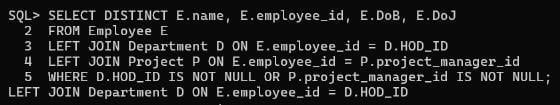 SQL> SELECT DISTINCT E.name, E.employee_id, E.DoB, E.DoJ
2 FROM Employee E
3 LEFT JOIN Department D ON E.employee_id = D.HOD_ID
4 LEFT JOIN Project P ON E.employee_id = P.project_manager_id
5 WHERE D.HOD_ID IS NOT NULL OR P.project_manager_id IS NOT NULL;
LEFT JOIN Department D ON E.employee_id = D.HOD_ID